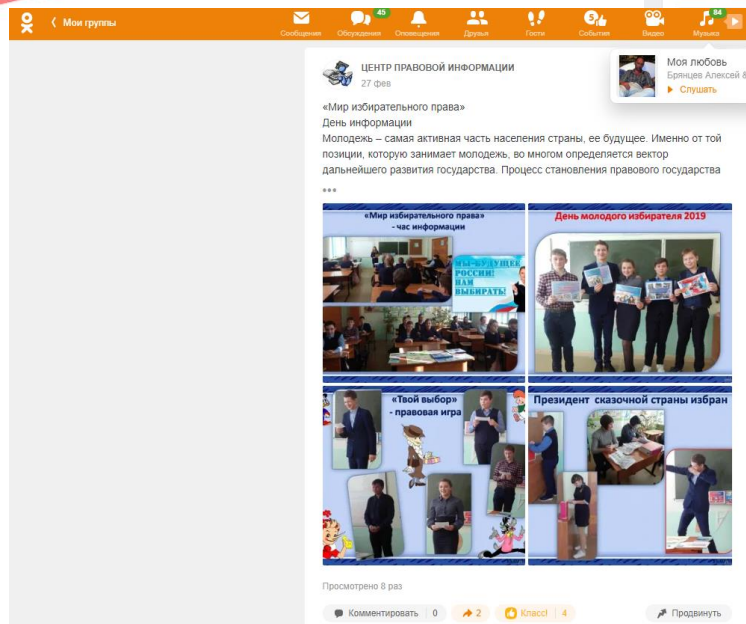 Мои группы
45
84
Сообщения Обсуждения Оповещения Друзья Гости События Видео Музыка
Моя любовь
Брянцев Алексей &
Слушать
ЦЕНТР ПРАВОВОЙ ИНФОРМАЦИИ
27 фев
«Мир избирательного права»
День информации
Молодежь – самая активная часть населения страны, ее будущее. Именно от той
позиции, которую занимает молодежь, во многом определяется вектор
дальнейшего развития государства. Процесс становления правового государства
•••
«Мир избирательного права»
- час информации
МЫ-БУДУЩЕЕ
РОССИИ!
НАМ
ВЫБИРАТЬ!
День молодого избирателя 2019
«Твой выбор»
- правовая игра
Президент сказочной страны избран
Просмотрено 8 раз
Комментировать 0
2
Класс! 4
Продвинуть